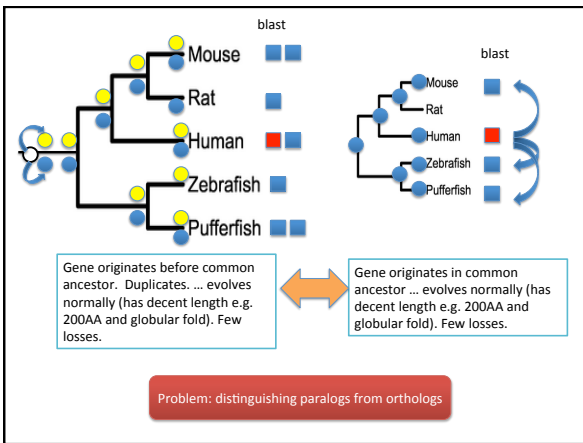 blast
Mouse
Rat
Human
Zebrafish
Pufferfish
blast
Mouse
Rat
Human
Zebrafish
Pufferfish
Gene originates before common
ancestor. Duplicates. ... evolves
normally (has decent length e.g.
200AA and globular fold). Few
losses.
Gene originates in common
ancestor ... evolves normally (has
decent length e.g. 200AA and
globular fold). Few losses.
Problem: distinguishing paralogs from orthologs